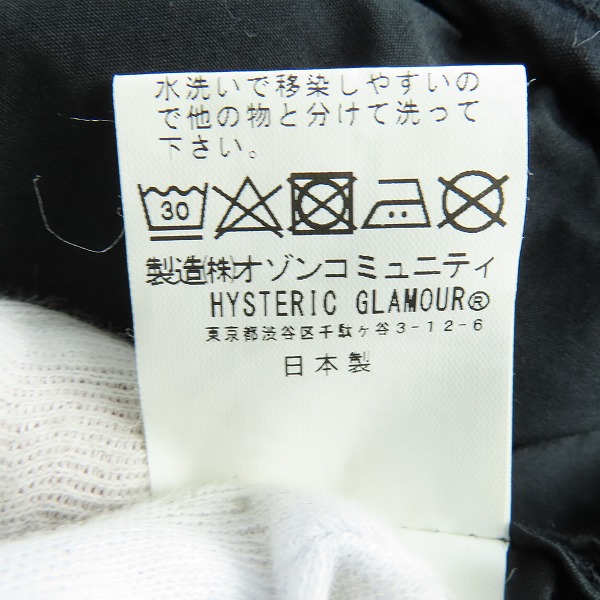 水洗いで移染しやすいの
で他の物と分けて洗って
下さい。
30
製造㈱オゾンコミュニティ
HYSTERIC GLAMOUR®
東京都渋谷区千駄ヶ谷3-12-6
日本製